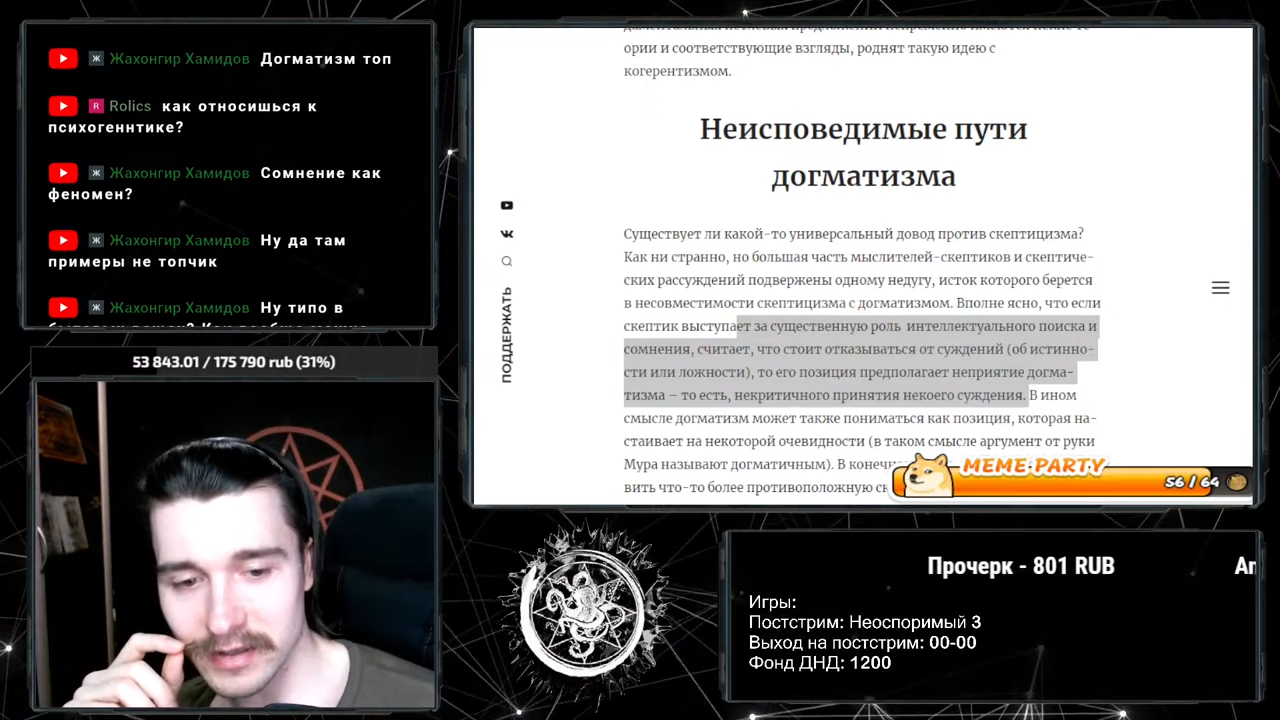 Жахонгир Хамидов Догматизм топ
Rolics как относишься к
психогеннтике?
Жахонгир Хамидов Сомнение как
феномен?
Жахонгир Хамидов Ну да там
примеры не топчик
Жахонгир Хамидов Ну типо в
53 843.01 / 175 790 rub (31%)
ории и соответствующие взгляды, роднят такую идею с
когерентизмом.
Неисповедимые пути
догматизма
ПОДДЕРЖАТЬ
Существует ли какой-то универсальный довод против скептицизма?
Как ни странно, но большая часть мыслителей-скептиков и скептиче-
ских рассуждений подвержены одному недугу, исток которого берется
в несовместимости скептицизма с догматизмом. Вполне ясно, что если
скептик выступает за существенную роль интеллектуального поиска и
сомнения, считает, что стоит отказываться от суждений (об истинно-
сти или ложности), то его позиция предполагает неприятие догма-
тизма – то есть, некритичного принятия некоего суждения. В ином
смысле догматизм может также пониматься как позиция, которая на-
стаивает на некоторой очевидности (в таком смысле аргумент от руки
Мура называют догматичным). В конечн
вить что-то более противоположную ск
MEME PARTY
56 / 64
Прочерк - 801 RUB
Ar
Игры:
Постстрим: Неоспоримый 3
Выход на постстрим: 00-00
Фонд ДНД: 1200